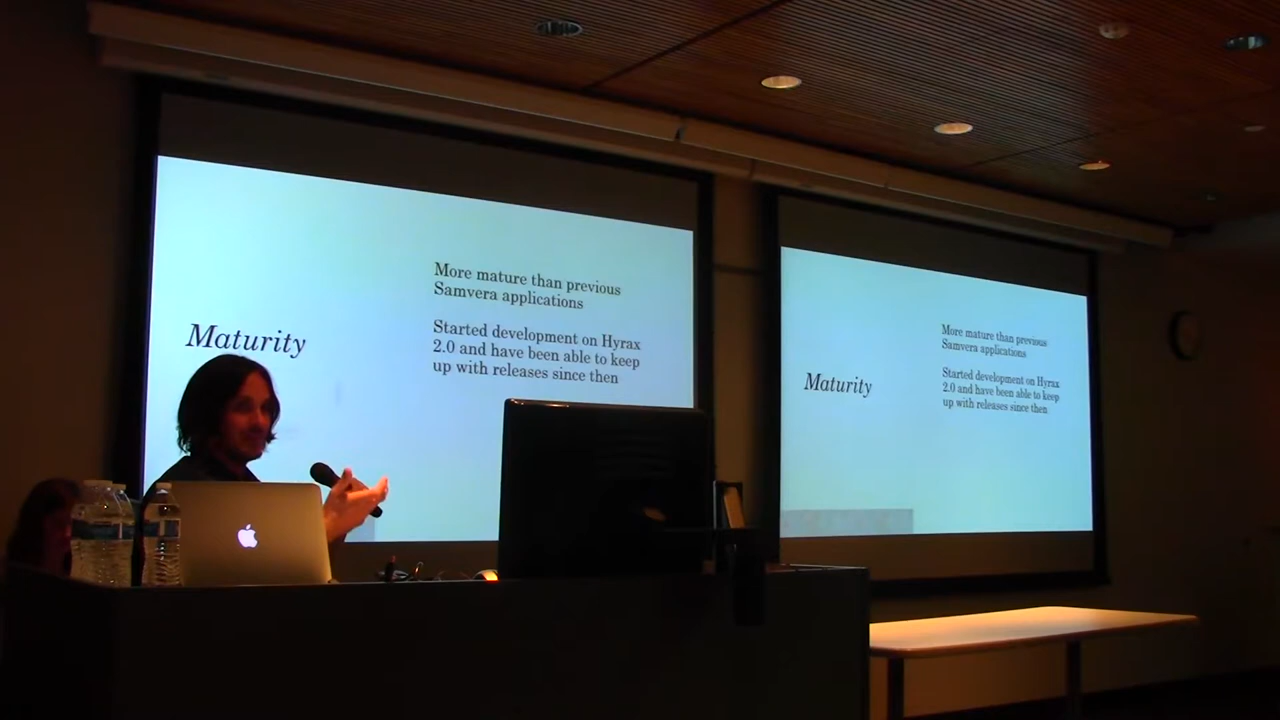 Maturity
More mature than previous
Samvera applications
Started development on Hyrax
2.0 and have been able to keep
up with releases since then
Maturity
More mature than previous
Samvera applications
Started development on Hyrax
2.0 and have been able to keep
up with releases since then